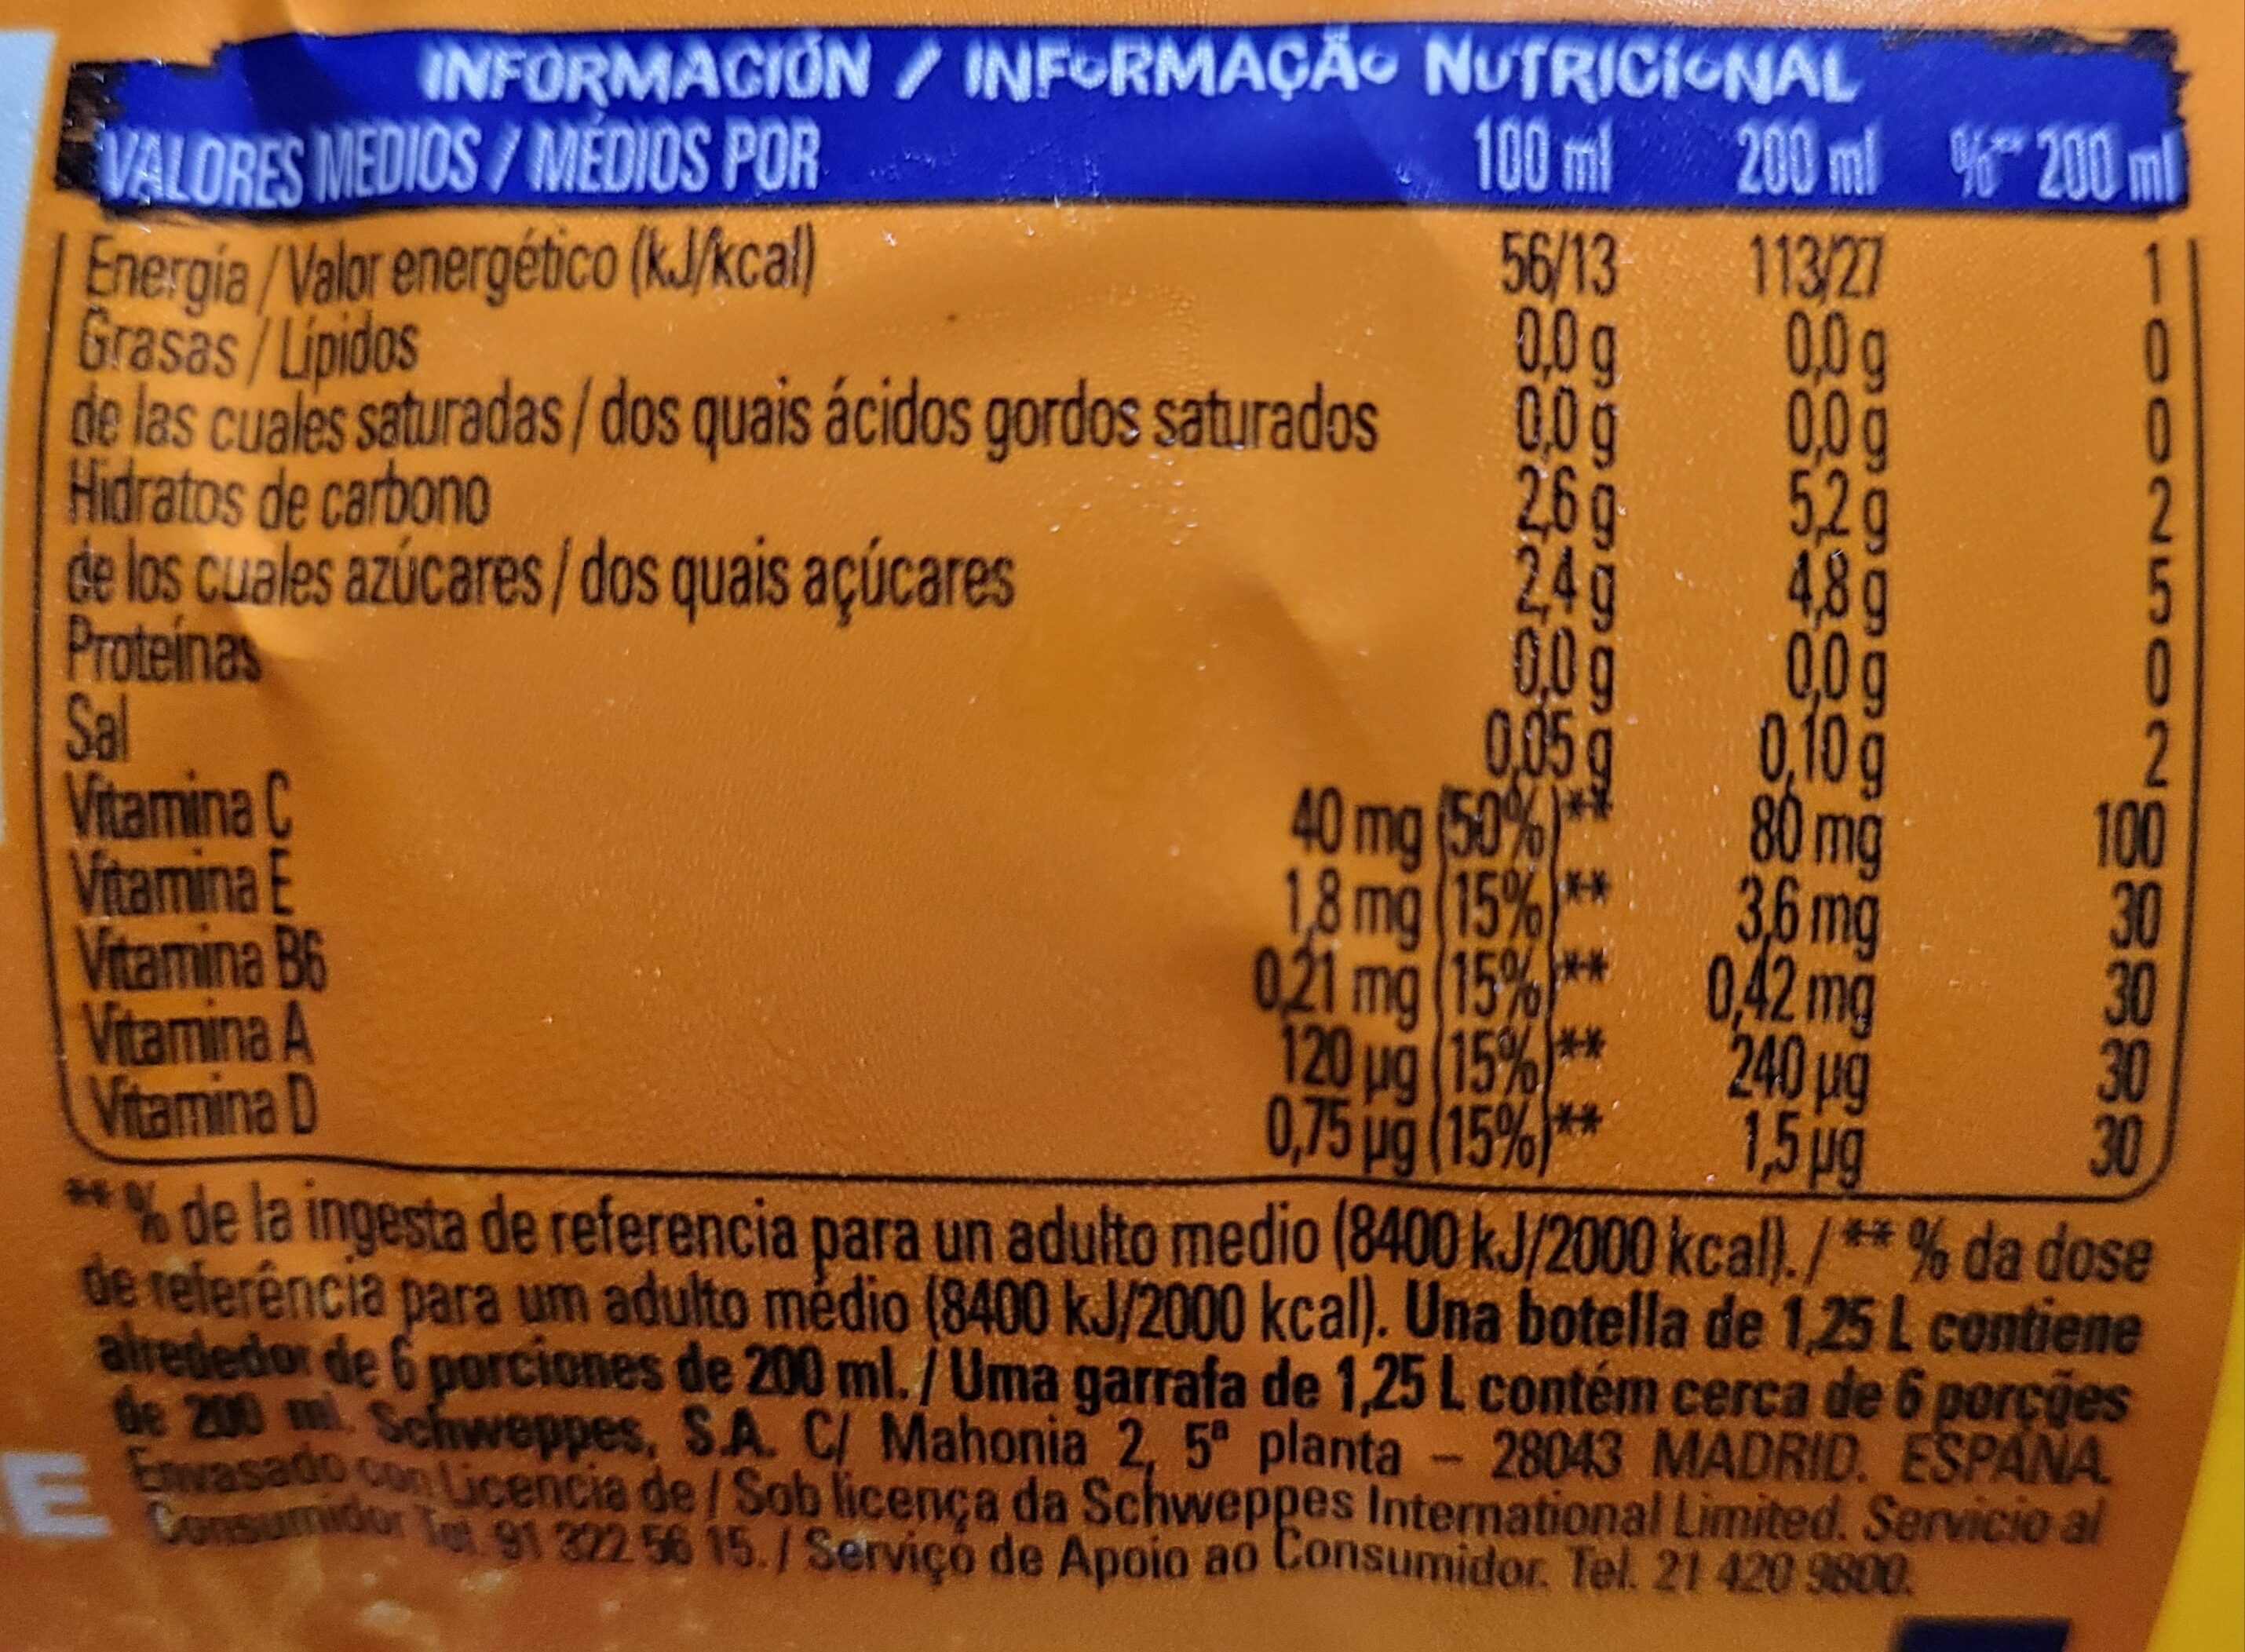 INFORMACIÓN / INFORMAÇÃO NUTRICIONAL
VALORES MEDIOS / MÉDIOS POR 100 ml 200 ml %** 200 ml
Energía / Valor energético (kJ/kcal) 56/13 113/27 1
Grasas / Lípidos 0,0 g 0,0 g 0
de las cuales saturadas / dos quais ácidos gordos saturados 0,0 g 0,0 g 0
Hidratos de carbono 2,6 g 5,2 g 2
de los cuales azúcares / dos quais açúcares 2,4 g 4,8 g 5
Proteínas 0,0 g 0,0 g 0
Sal 0,05 g 0,10 g 2
Vitamina C 40 mg (50%)** 80 mg 100
Vitamina E 1,8 mg (15%)** 3,6 mg 30
Vitamina B6 0,21 mg (15%)** 0,42 mg 30
Vitamina A 120 µg (15%)** 240 µg 30
Vitamina D 0,75 µg (15%)** 1,5 µg 30
** % de la ingesta de referencia para un adulto medio (8400 kJ/2000 kcal). / ** % da dose
de referência para um adulto médio (8400 kJ/2000 kcal). Una botella de 1,25 L contiene
alrededor de 6 porciones de 200 ml. / Uma garrafa de 1,25 L contém cerca de 6 porções
de 200 ml. Schweppes, S.A. C/ Mahonia 2, 5ª planta – 28043 MADRID. ESPAÑA.
Envasado con Licencia de / Sob licença da Schweppes International Limited. Servicio al
Consumidor Tel. 91 322 56 15. / Serviço de Apoio ao Consumidor. Tel. 21 420 9800.
E